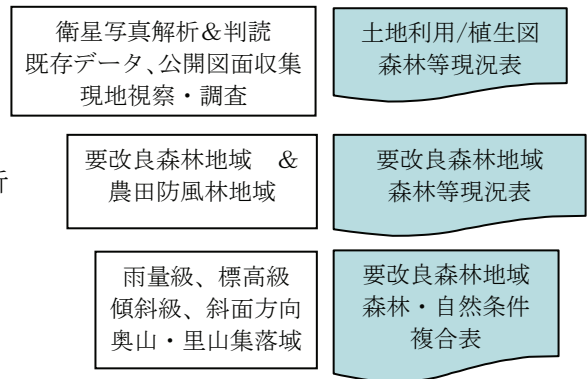 衛星写真解析＆判読
既存データ、公開図面収集
現地視察・調査
土地利用/植生図
森林等現況表
析
要改良森林地域　＆
農田防風林地域
要改良森林地域
森林等現況表
雨量級、標高級
傾斜級、斜面方向
奥山・里山集落域
要改良森林地域
森林・自然条件
複合表